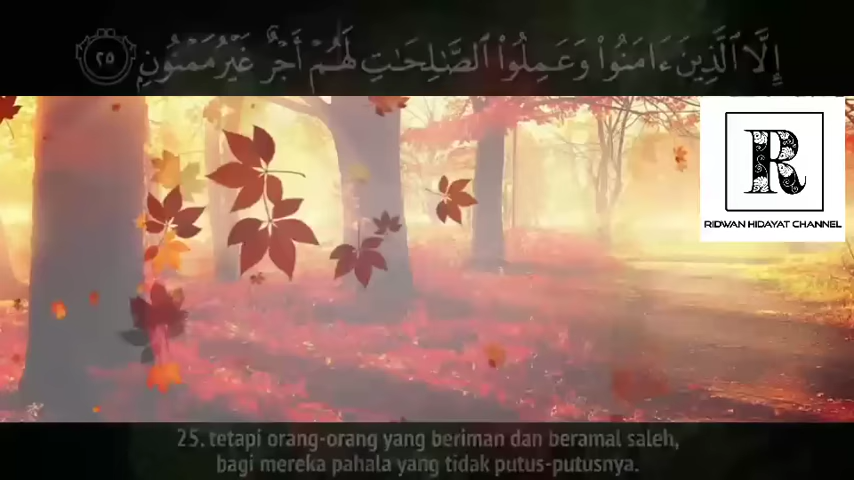 إِلَّا ٱلَّذِينَ ءَامَنُوا۟ وَعَمِلُوا۟ ٱلصَّـٰلِحَـٰتِ لَهُمْ أَجْرٌ غَيْرُ مَمْنُونٍۭ ٢٥
RIDWAN HIDAYAT CHANNEL
25. tetapi orang-orang yang beriman dan beramal saleh,
bagi mereka pahala yang tidak putus-putusnya.